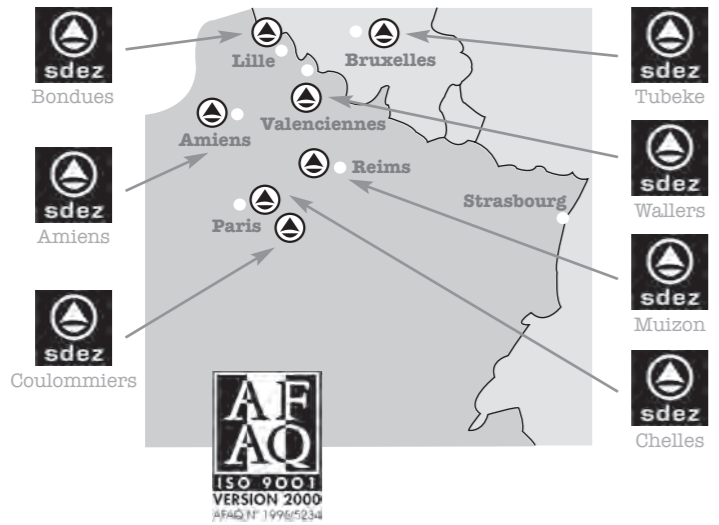 sdez
Bondues
sdez
Amiens
sdez
Coulommiers
Lille
Bruxelles
Valenciennes
Amiens
Reims
Strasbourg
Paris
sdez
Tubeke
sdez
Wallers
sdez
Muizon
sdez
Chelles
AF
AQ
ISO 9001
VERSION 2000
AFAQ N° 1996/5234